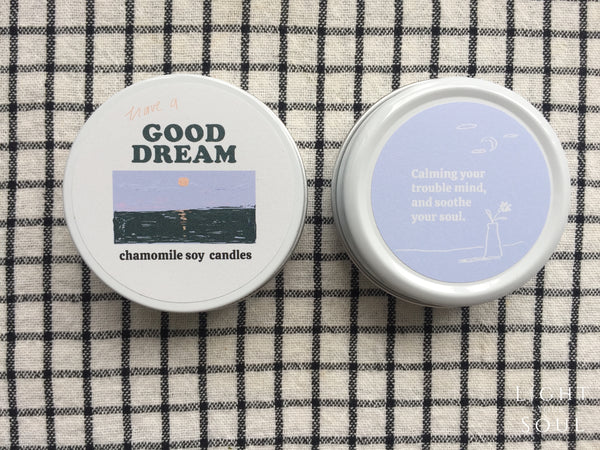 have a
GOOD
DREAM
chamomile soy candles
Calming your
trouble mind,
and soothe
your soul.
LIGHT
SOUL